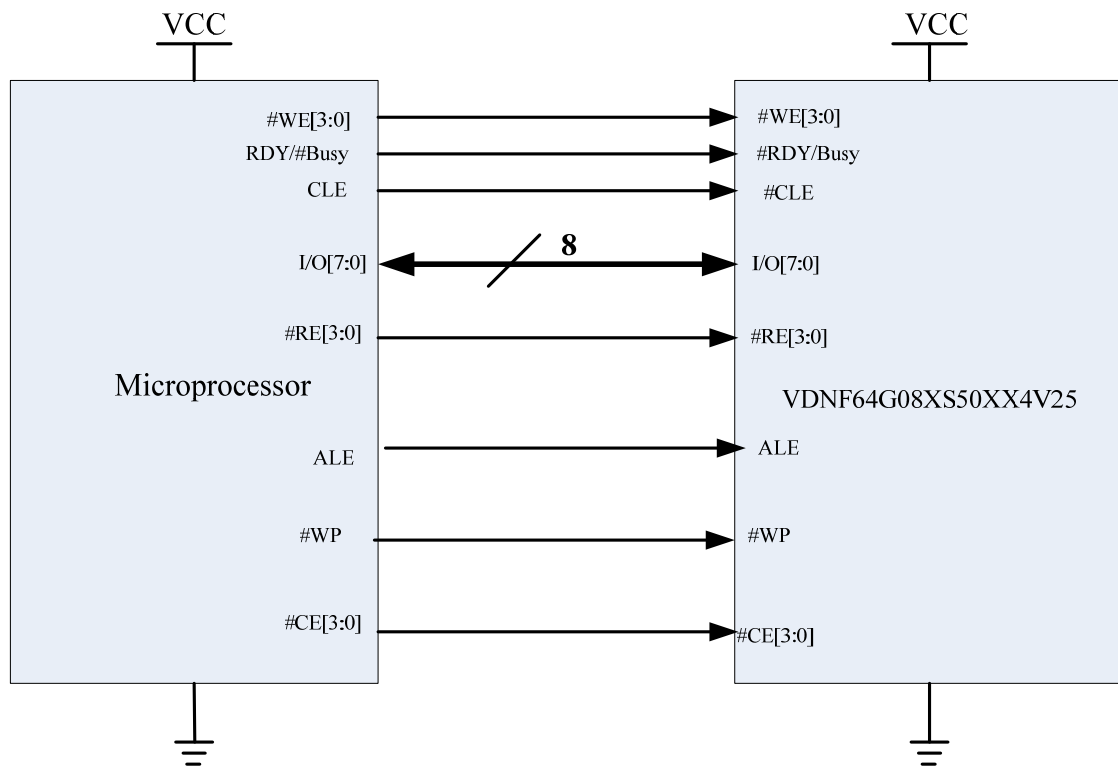 VCC VCC
#WE[3:0] #WE[3:0]
RDY/#Busy #RDY/Busy
CLE #CLE
8
I/O[7:0] I/O[7:0]
#RE[3:0] #RE[3:0]
Microprocessor VDNF64G08XS50XX4V25
ALE ALE
#WP #WP
#CE[3:0] #CE[3:0]